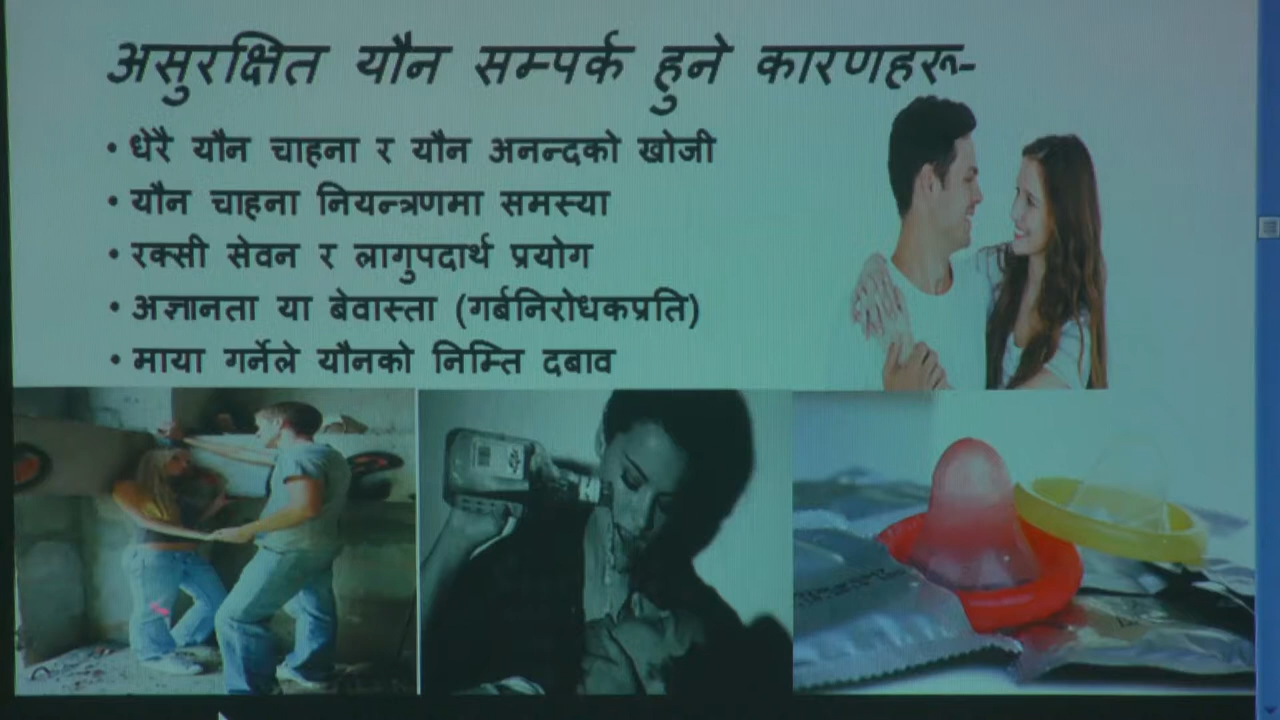 असुरक्षित यौन सम्पर्क हुने कारणहरू-
• धेरै यौन चाहना र यौन अनन्दको खोजी
• यौन चाहना नियन्त्रणमा समस्या
• रक्सी सेवन र लागुपदार्थ प्रयोग
• अज्ञानता या बेवास्ता (गर्बनिरोधकप्रति)
• माया गर्नेले यौनको निम्ति दबाव